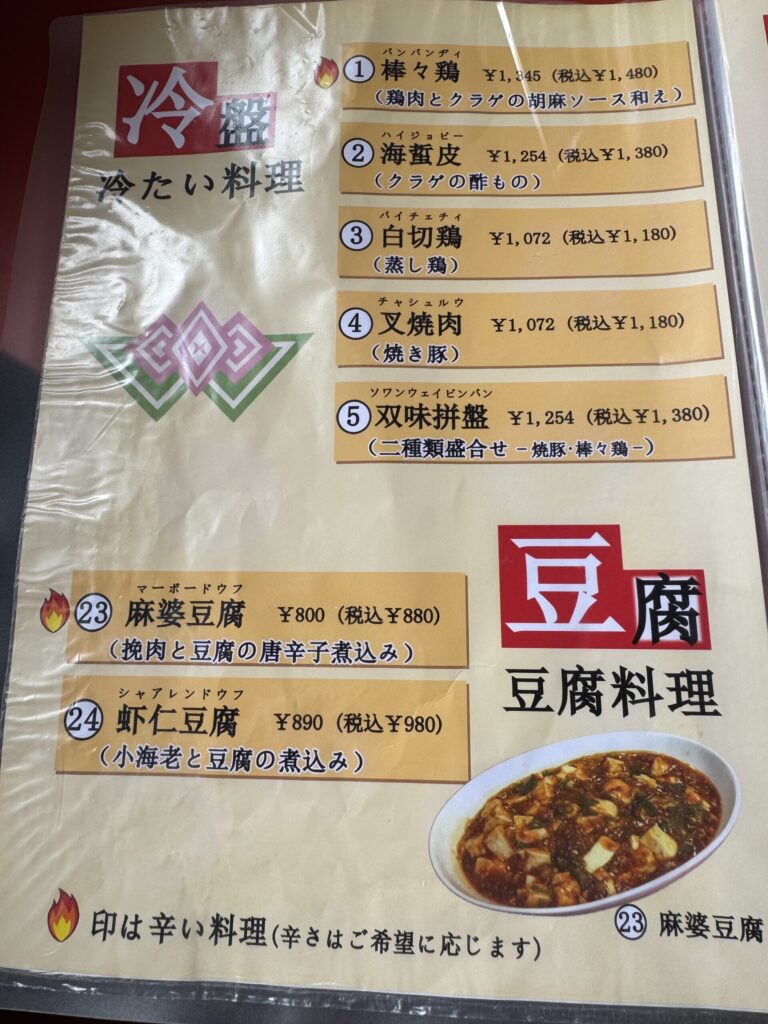 冷盤
冷たい料理
バンバンヂィ
① 棒々鶏 ¥1,345 (税込¥1,480)
(鶏肉とクラゲの胡麻ソース和え)
ハイジョビー
② 海蜇皮 ¥1,254 (税込¥1,380)
(クラゲの酢もの)
パイチェチィ
③ 白切鶏 ¥1,072 (税込¥1,180)
(蒸し鶏)
チャシュルウ
④ 叉焼肉 ¥1,072 (税込¥1,180)
(焼き豚)
ソワンウェイピンパン
⑤ 双味拼盤 ¥1,254 (税込¥1,380)
(二種類盛合せ −焼豚･棒々鶏−)
豆腐
豆腐料理
マーボードウフ
㉓ 麻婆豆腐 ¥800 (税込¥880)
(挽肉と豆腐の唐辛子煮込み)
シャアレンドウフ
㉔ 虾仁豆腐 ¥890 (税込¥980)
(小海老と豆腐の煮込み)
㉓ 麻婆豆腐
印は辛い料理(辛さはご希望に応じます)